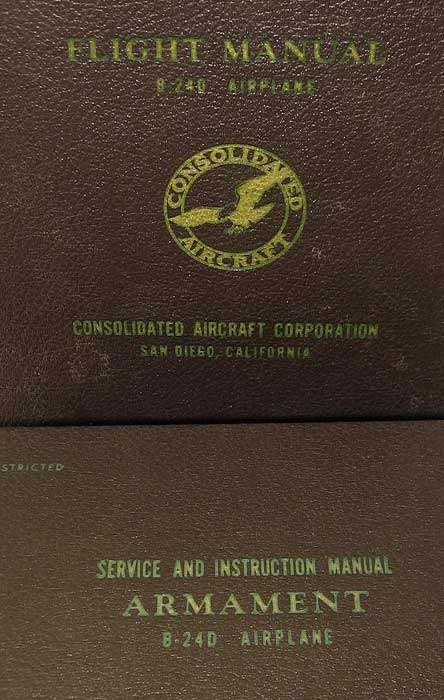 FLIGHT MANUAL
B-24D AIRPLANE
CONSOLIDATED
AIRCRAFT
CONSOLIDATED AIRCRAFT CORPORATION
SAN DIEGO, CALIFORNIA
STRICTED
SERVICE AND INSTRUCTION MANUAL
ARMAMENT
B-24D AIRPLANE